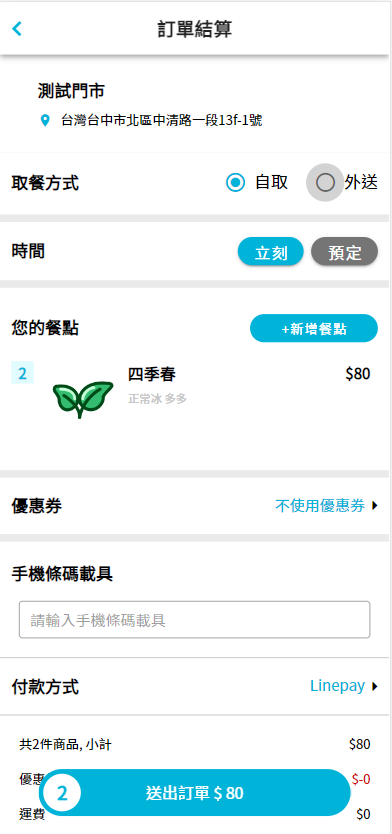 訂單結算
測試門市
台灣台中市北區中清路一段13f-1號
取餐方式 自取 外送
時間 立刻 預定
您的餐點 +新增餐點
2 四季春 $80
正常冰 多多
優惠券 不使用優惠券
手機條碼載具
請輸入手機條碼載具
付款方式 Linepay
共2件商品, 小計 $80
優惠 $-0
2 送出訂單 $ 80
運費 $0